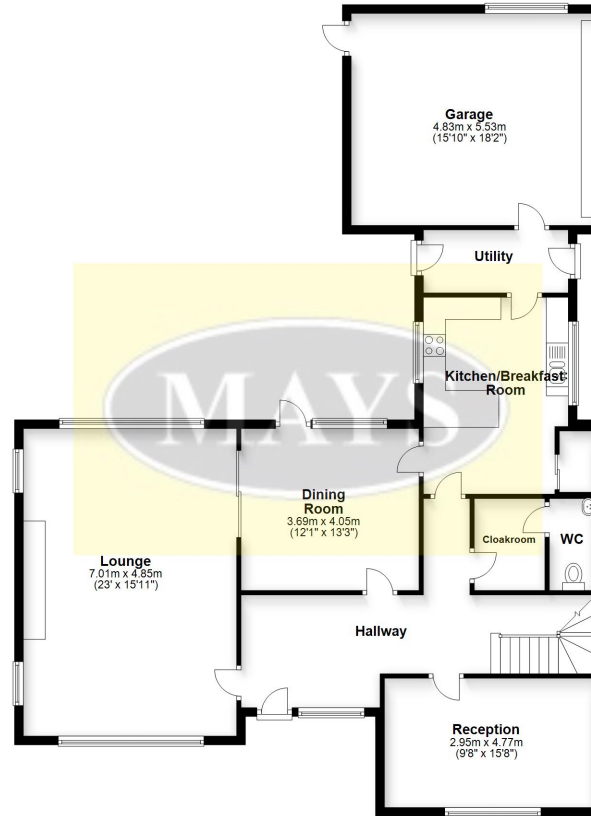 Garage
4.83m x 5.53m
(15'10" x 18'2")
Utility
Kitchen/Breakfast
Room
MAYS
Dining
Room
3.69m x 4.05m
(12'1" x 13'3")
Cloakroom
WC
Lounge
7.01m x 4.85m
(23' x 15'11")
Hallway
Reception
2.95m x 4.77m
(9'8" x 15'8")